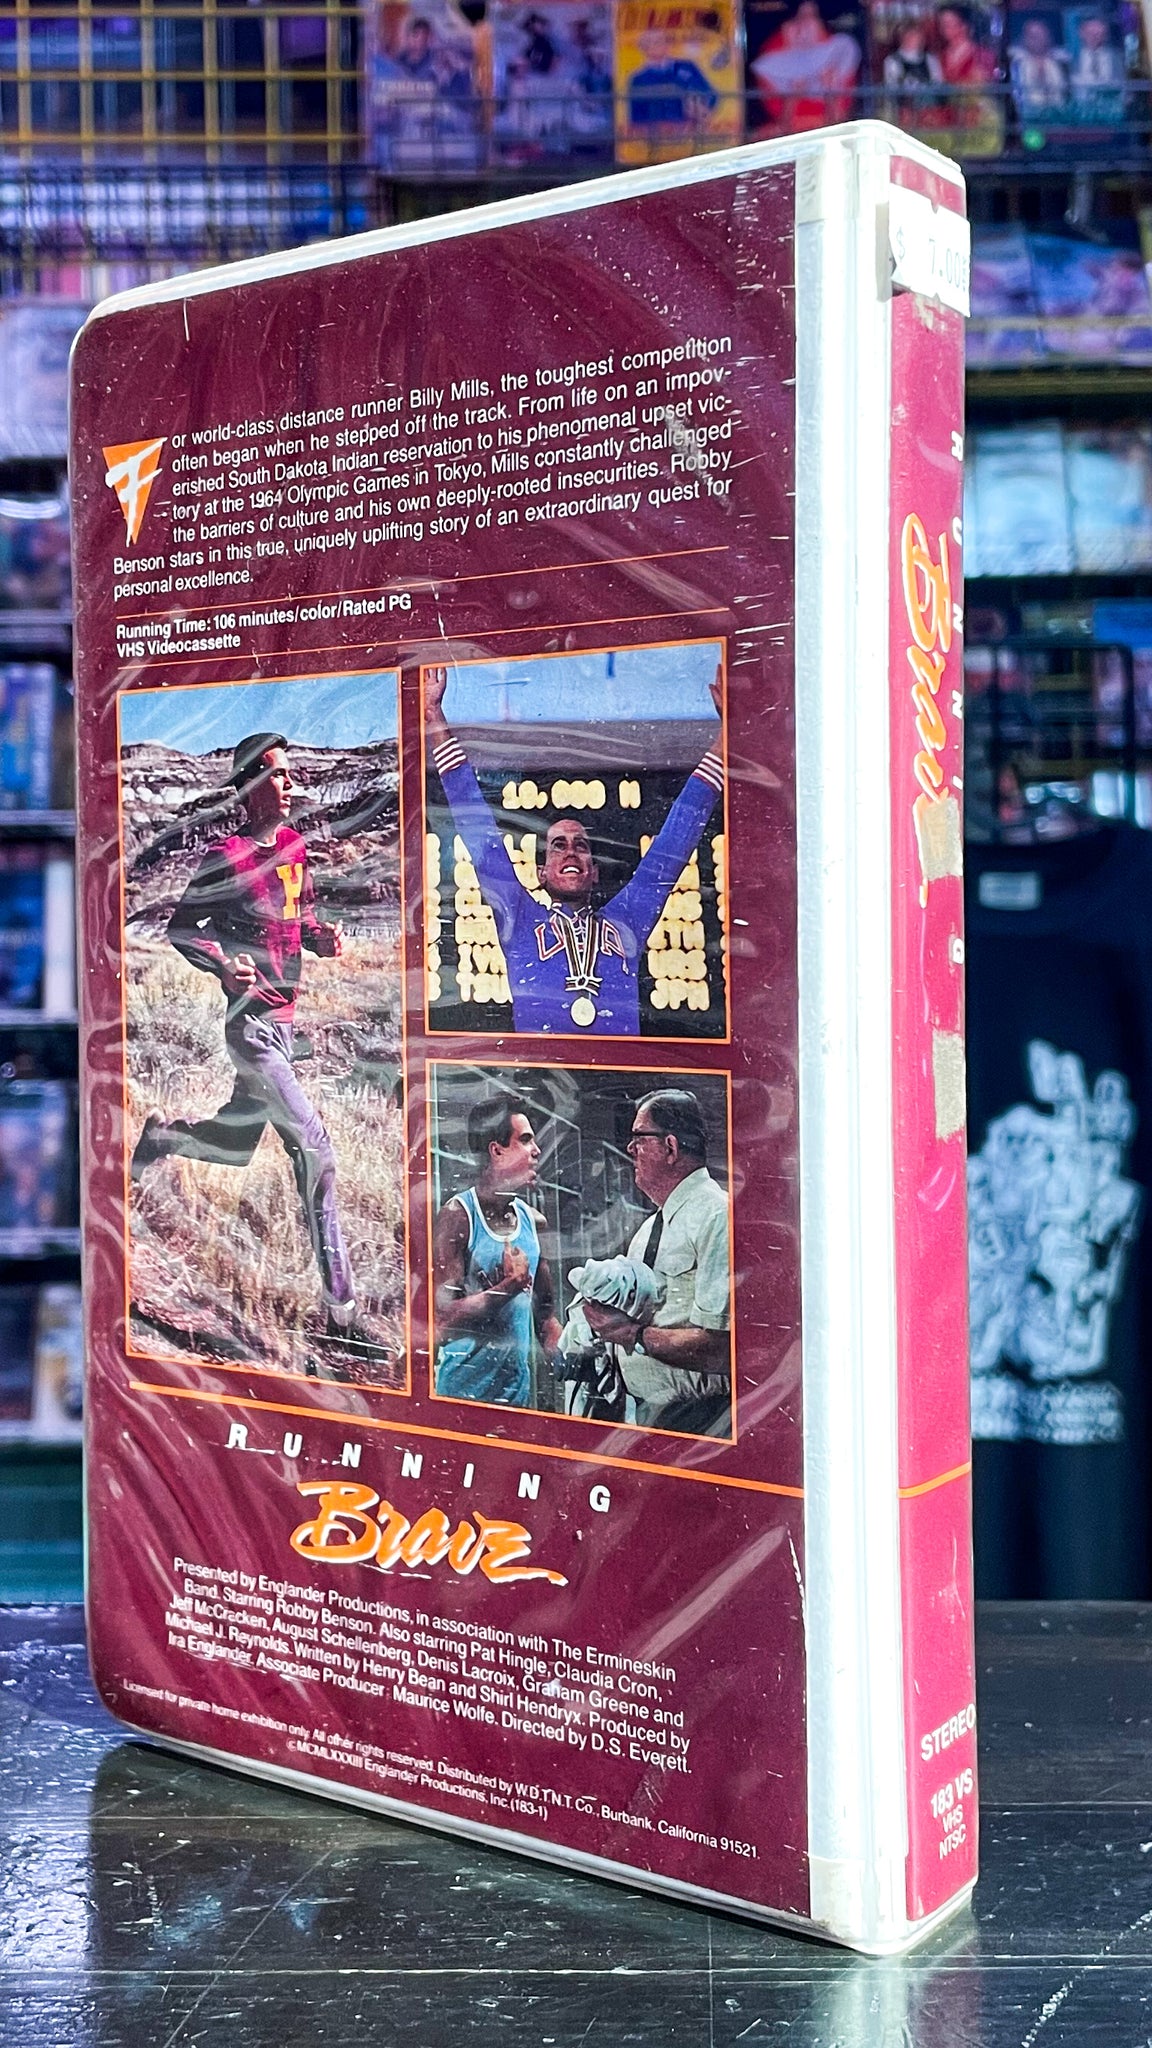 For world-class distance runner Billy Mills, the toughest competition
often began when he stepped off the track. From life on an impov-
erished South Dakota Indian reservation to his phenomenal upset vic-
tory at the 1964 Olympic Games in Tokyo, Mills constantly challenged
the barriers of culture and his own deeply-rooted insecurities. Robby
Benson stars in this true, uniquely uplifting story of an extraordinary quest for
personal excellence.
Running Time: 106 minutes/color/Rated PG
VHS Videocassette
10,000 M
USA
H
RUNNING
Brave
Presented by Englander Productions, in association with The Ermineskin
Band. Starring Robby Benson. Also starring Pat Hingle, Claudia Cron,
Jeff McCracken, August Schellenberg, Denis Lacroix, Graham Greene and
Michael J. Reynolds. Written by Henry Bean and Shirl Hendryx. Produced by
Ira Englander. Associate Producer: Maurice Wolfe. Directed by D.S. Everett.
Licensed for private home exhibition only. All other rights reserved. Distributed by W.D.T.N.T. Co., Burbank, California 91521.
©MCMLXXXIII Englander Productions, Inc. (183-1)
$ 7.00
RUNNING
Brave
STEREO
183 VS
VHS
NTSC